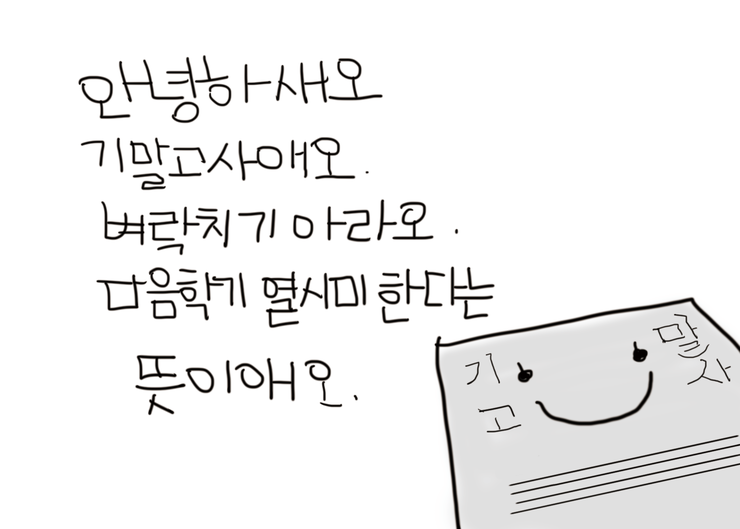 안녕하새오
기말고사애오.
벼락치기 아라오.
다음학기 열시미 한다는
뜻이애오.
기말
고사